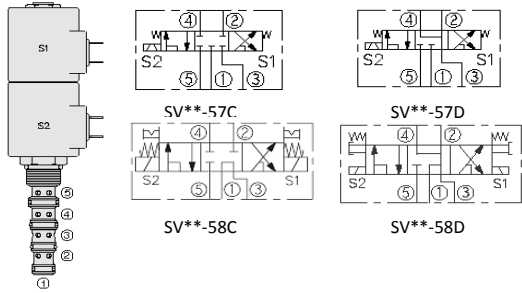 S1
S2
⑤
④
③
②
①
④ ②
S2 S1
⑤ ① ③
SV**-57C
④ ②
S2 S1
⑤ ① ③
SV**-57D
④ ②
S2 S1
⑤ ① ③
SV**-58C
④ ②
S2 S1
⑤ ① ③
SV**-58D